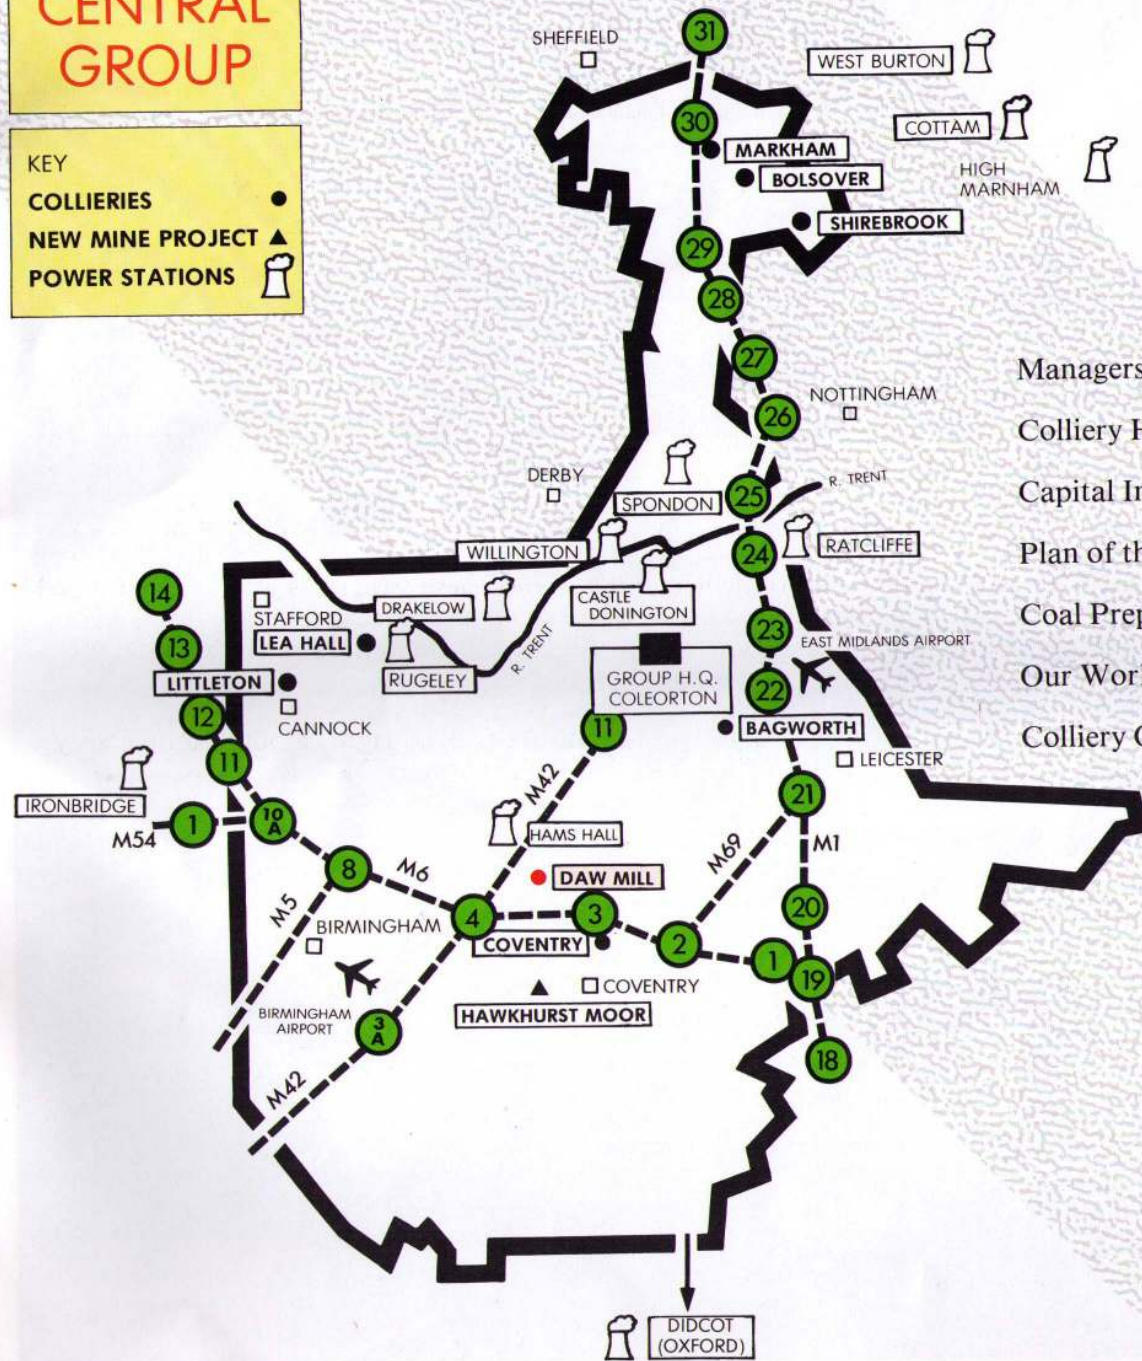 CENTRAL
GROUP
KEY
COLLIERIES
NEW MINE PROJECT
POWER STATIONS
31
SHEFFIELD
WEST BURTON
30
COTTAM
MARKHAM
HIGH
MARNHAM
BOLSOVER
SHIREBROOK
29
28
27
Managers
NOTTINGHAM
26
Colliery
DERBY
R. TRENT
25
SPONDON
Capital
WILLINGTON
24
RATCLIFFE
Plan of
14
STAFFORD
DRAKELOW
CASTLE
DONINGTON
Coal
13
LEA HALL
23
EAST MIDLANDS AIRPORT
R. TRENT
LITTLETON
RUGELEY
GROUP H.Q.
COLEORTON
22
Our
12
CANNOCK
11
BAGWORTH
Colliery
11
LEICESTER
IRONBRIDGE
M42
21
M54
1
10
A
HAMS HALL
M69
M1
8
M6
DAW MILL
M5
BIRMINGHAM
4
3
20
COVENTRY
2
1
19
COVENTRY
HAWKHURST MOOR
BIRMINGHAM
AIRPORT
3
A
18
M42
DIDCOT
(OXFORD)